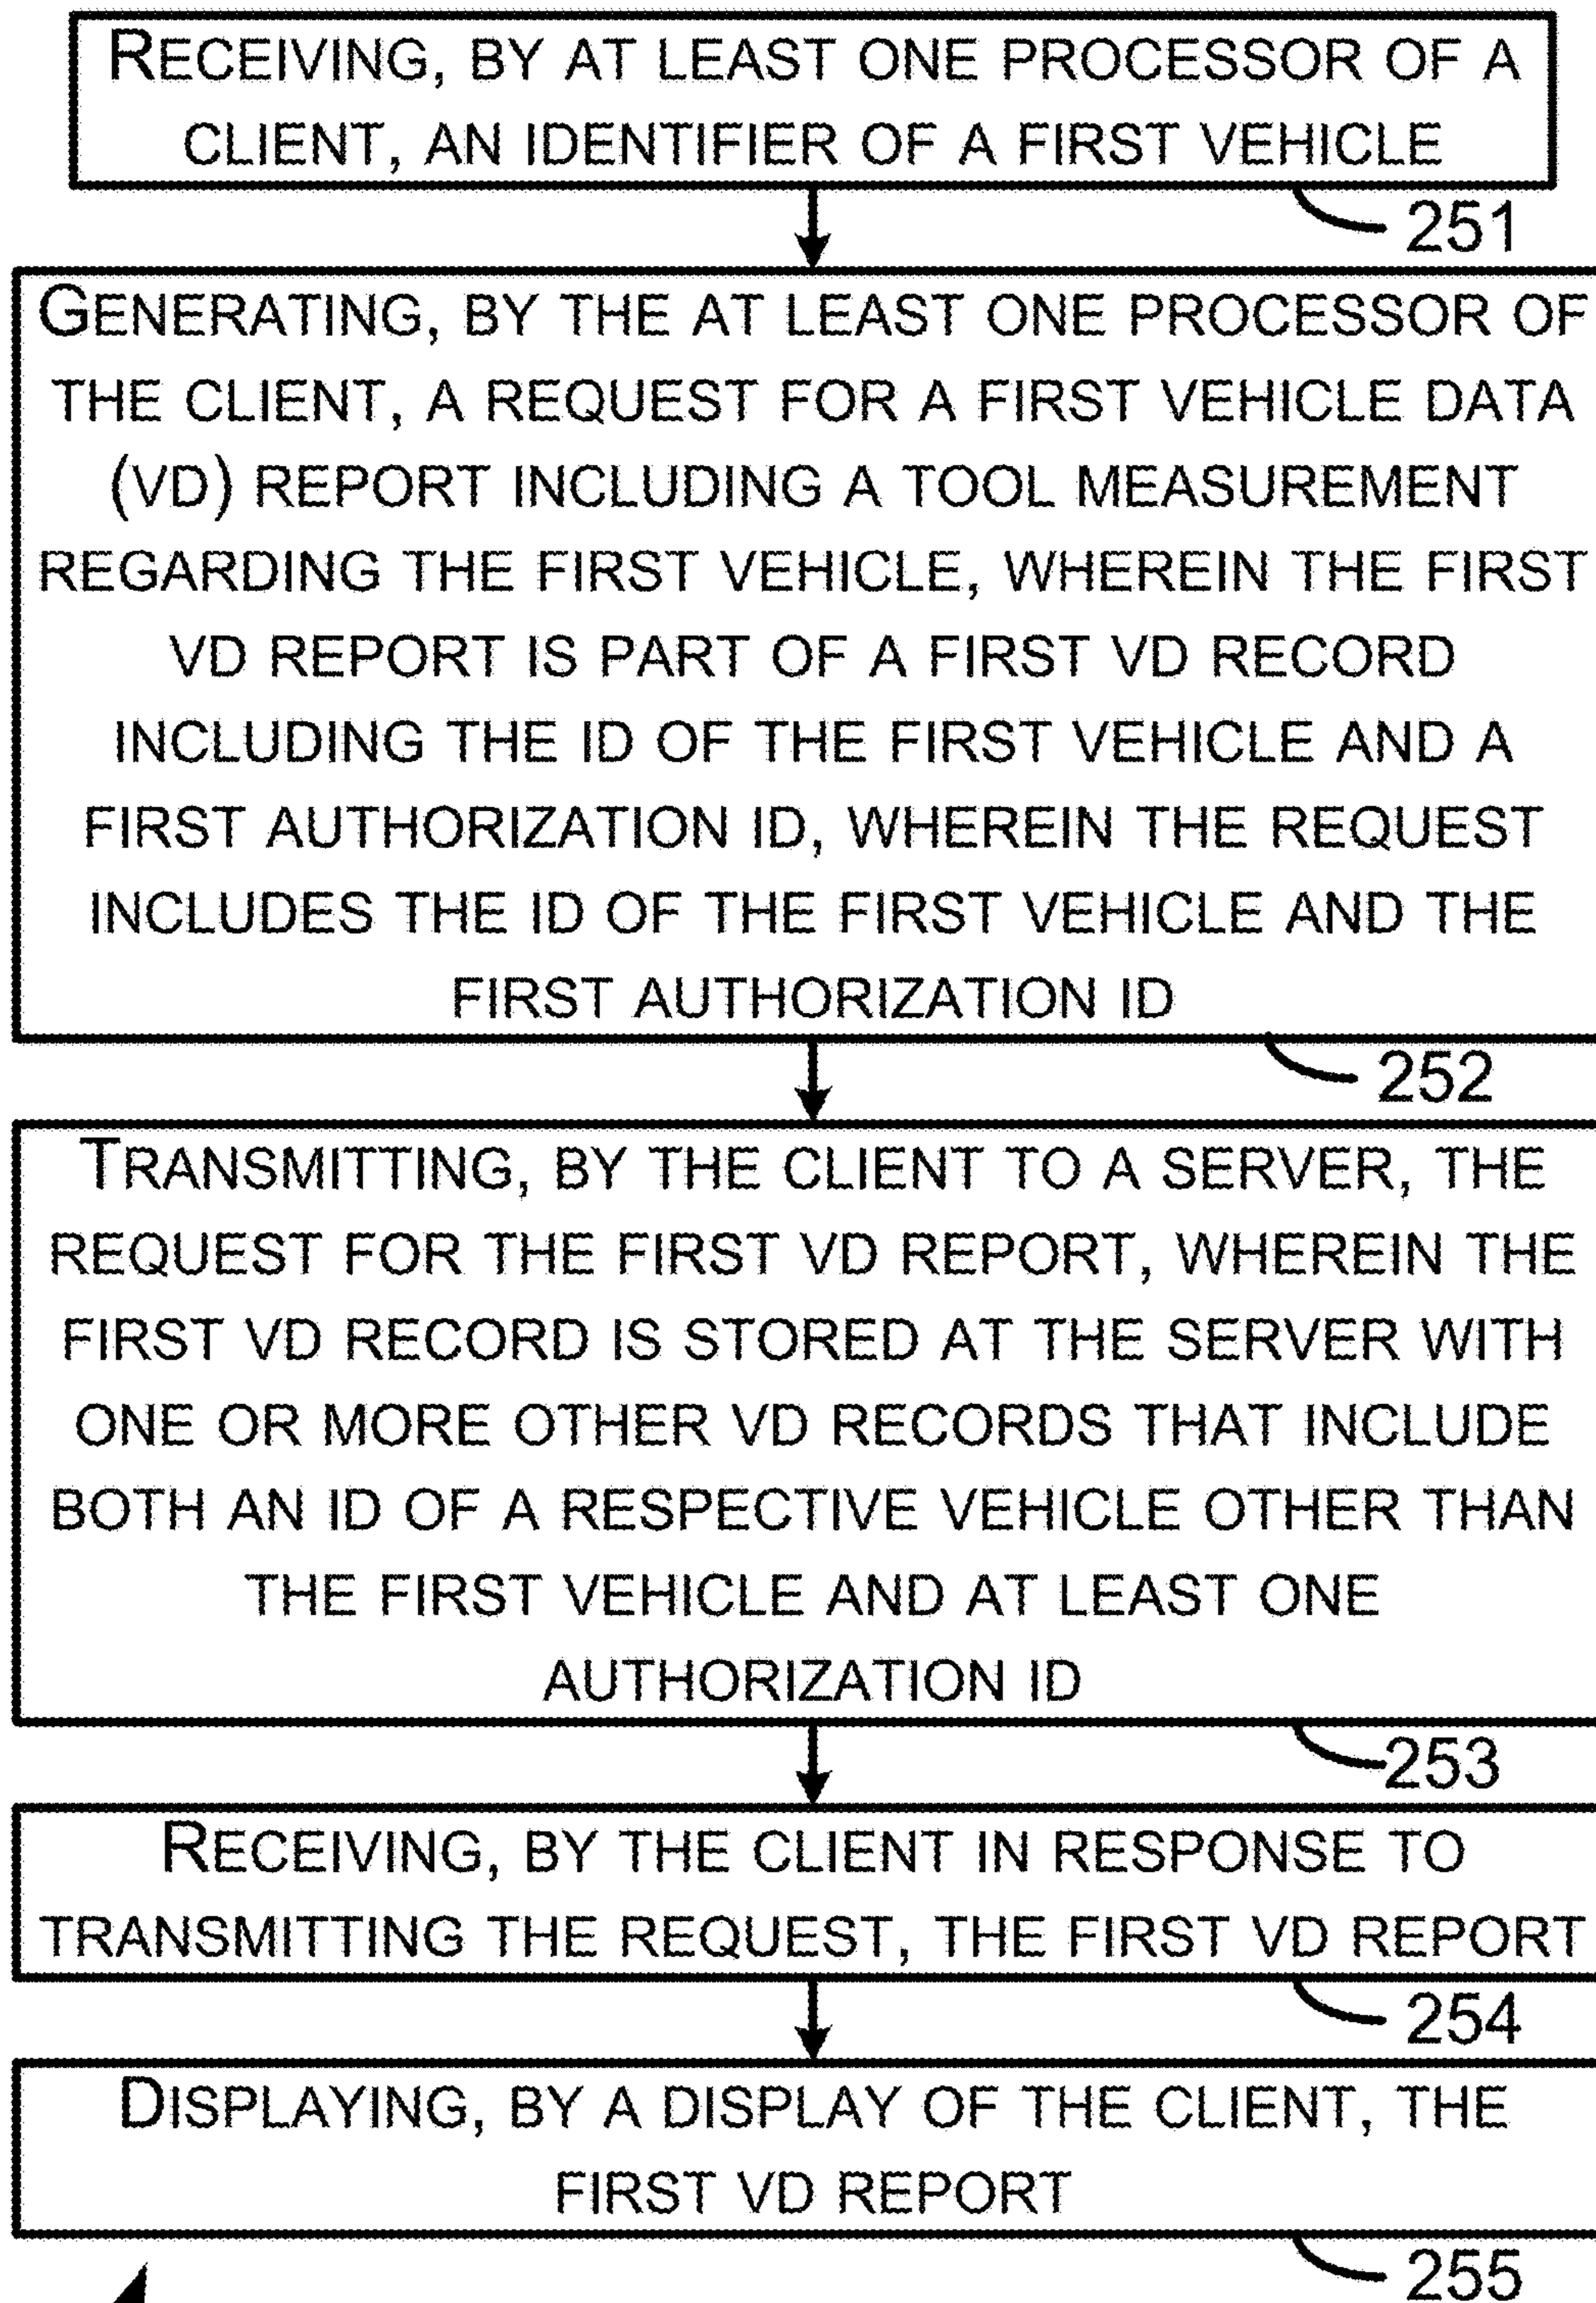 RECEIVING, BY AT LEAST ONE PROCESSOR OF A
CLIENT, AN IDENTIFIER OF A FIRST VEHICLE
251
GENERATING, BY THE AT LEAST ONE PROCESSOR OF
THE CLIENT, A REQUEST FOR A FIRST VEHICLE DATA
(VD) REPORT INCLUDING A TOOL MEASUREMENT
REGARDING THE FIRST VEHICLE, WHEREIN THE FIRST
VD REPORT IS PART OF A FIRST VD RECORD
INCLUDING THE ID OF THE FIRST VEHICLE AND A
FIRST AUTHORIZATION ID, WHEREIN THE REQUEST
INCLUDES THE ID OF THE FIRST VEHICLE AND THE
FIRST AUTHORIZATION ID
252
TRANSMITTING, BY THE CLIENT TO A SERVER, THE
REQUEST FOR THE FIRST VD REPORT, WHEREIN THE
FIRST VD RECORD IS STORED AT THE SERVER WITH
ONE OR MORE OTHER VD RECORDS THAT INCLUDE
BOTH AN ID OF A RESPECTIVE VEHICLE OTHER THAN
THE FIRST VEHICLE AND AT LEAST ONE
AUTHORIZATION ID
253
RECEIVING, BY THE CLIENT IN RESPONSE TO
TRANSMITTING THE REQUEST, THE FIRST VD REPORT
254
DISPLAYING, BY A DISPLAY OF THE CLIENT, THE
FIRST VD REPORT
255